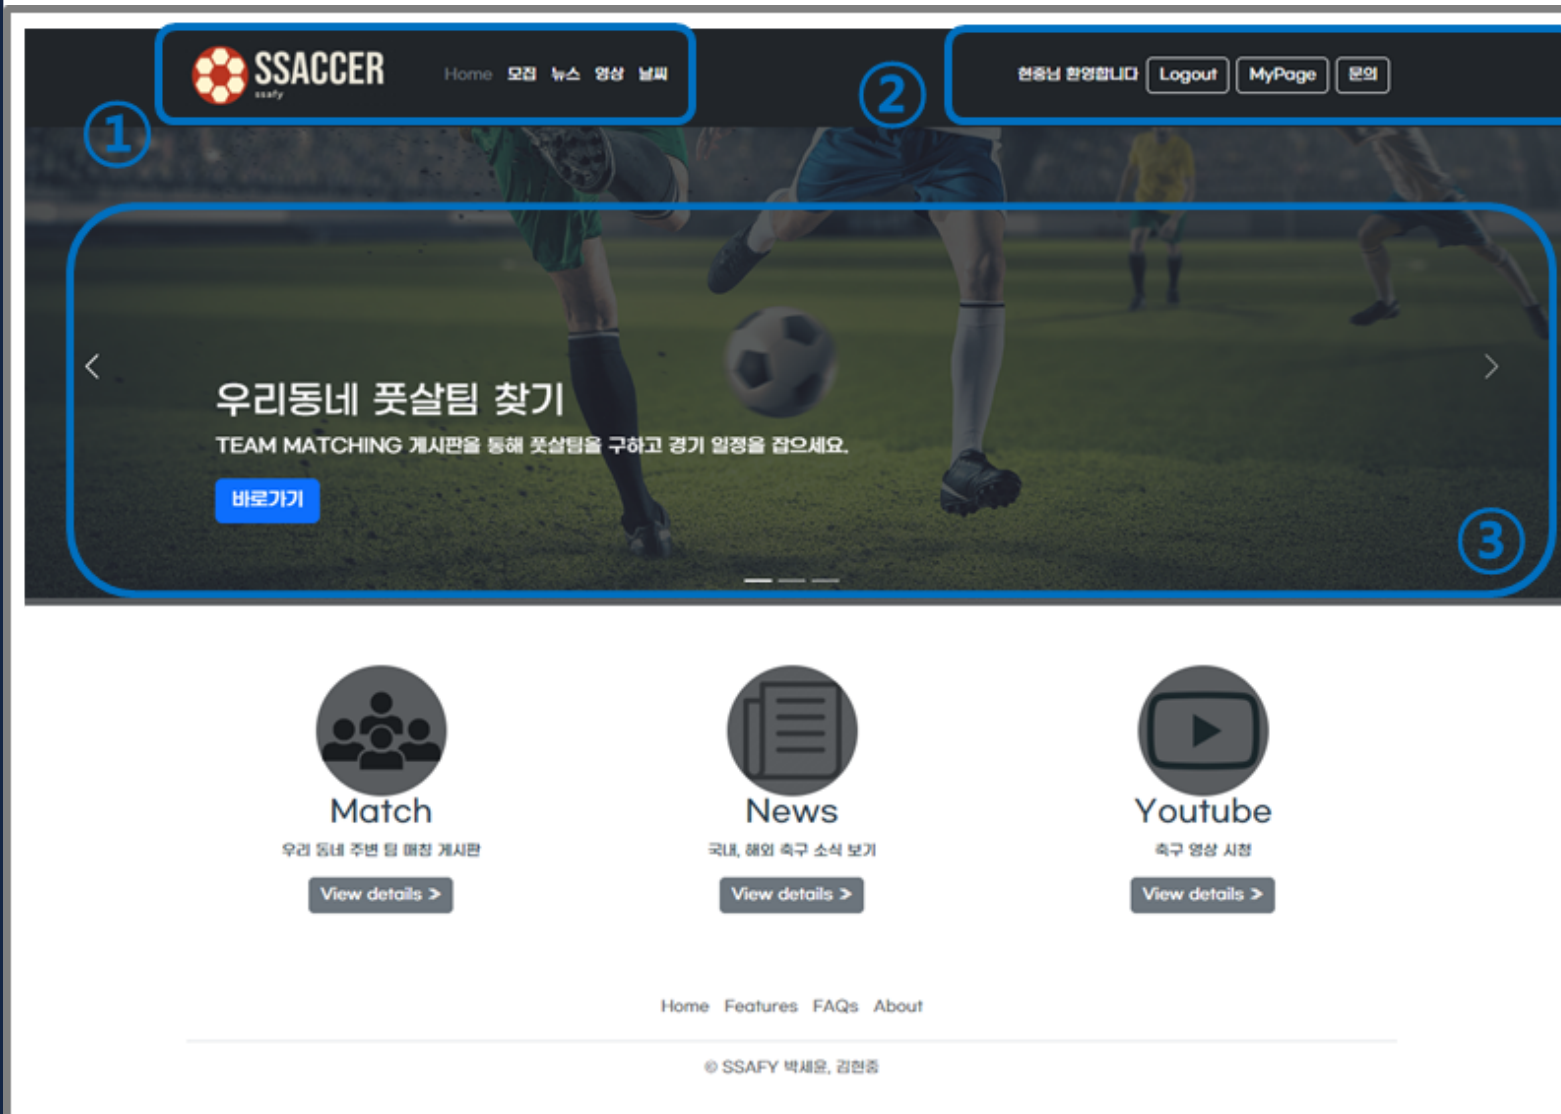 SSACCER
ssafy
Home 모집 뉴스 영상 날씨
①
②
현중님 환영합니다 Logout MyPage 문의
우리동네 풋살팀 찾기
TEAM MATCHING 게시판을 통해 풋살팀을 구하고 경기 일정을 잡으세요.
바로가기
③
Match
우리 동네 주변 팀 매칭 게시판
View details >
News
국내, 해외 축구 소식 보기
View details >
Youtube
축구 영상 시청
View details >
Home Features FAQs About
© SSAFY 박세윤, 김현중